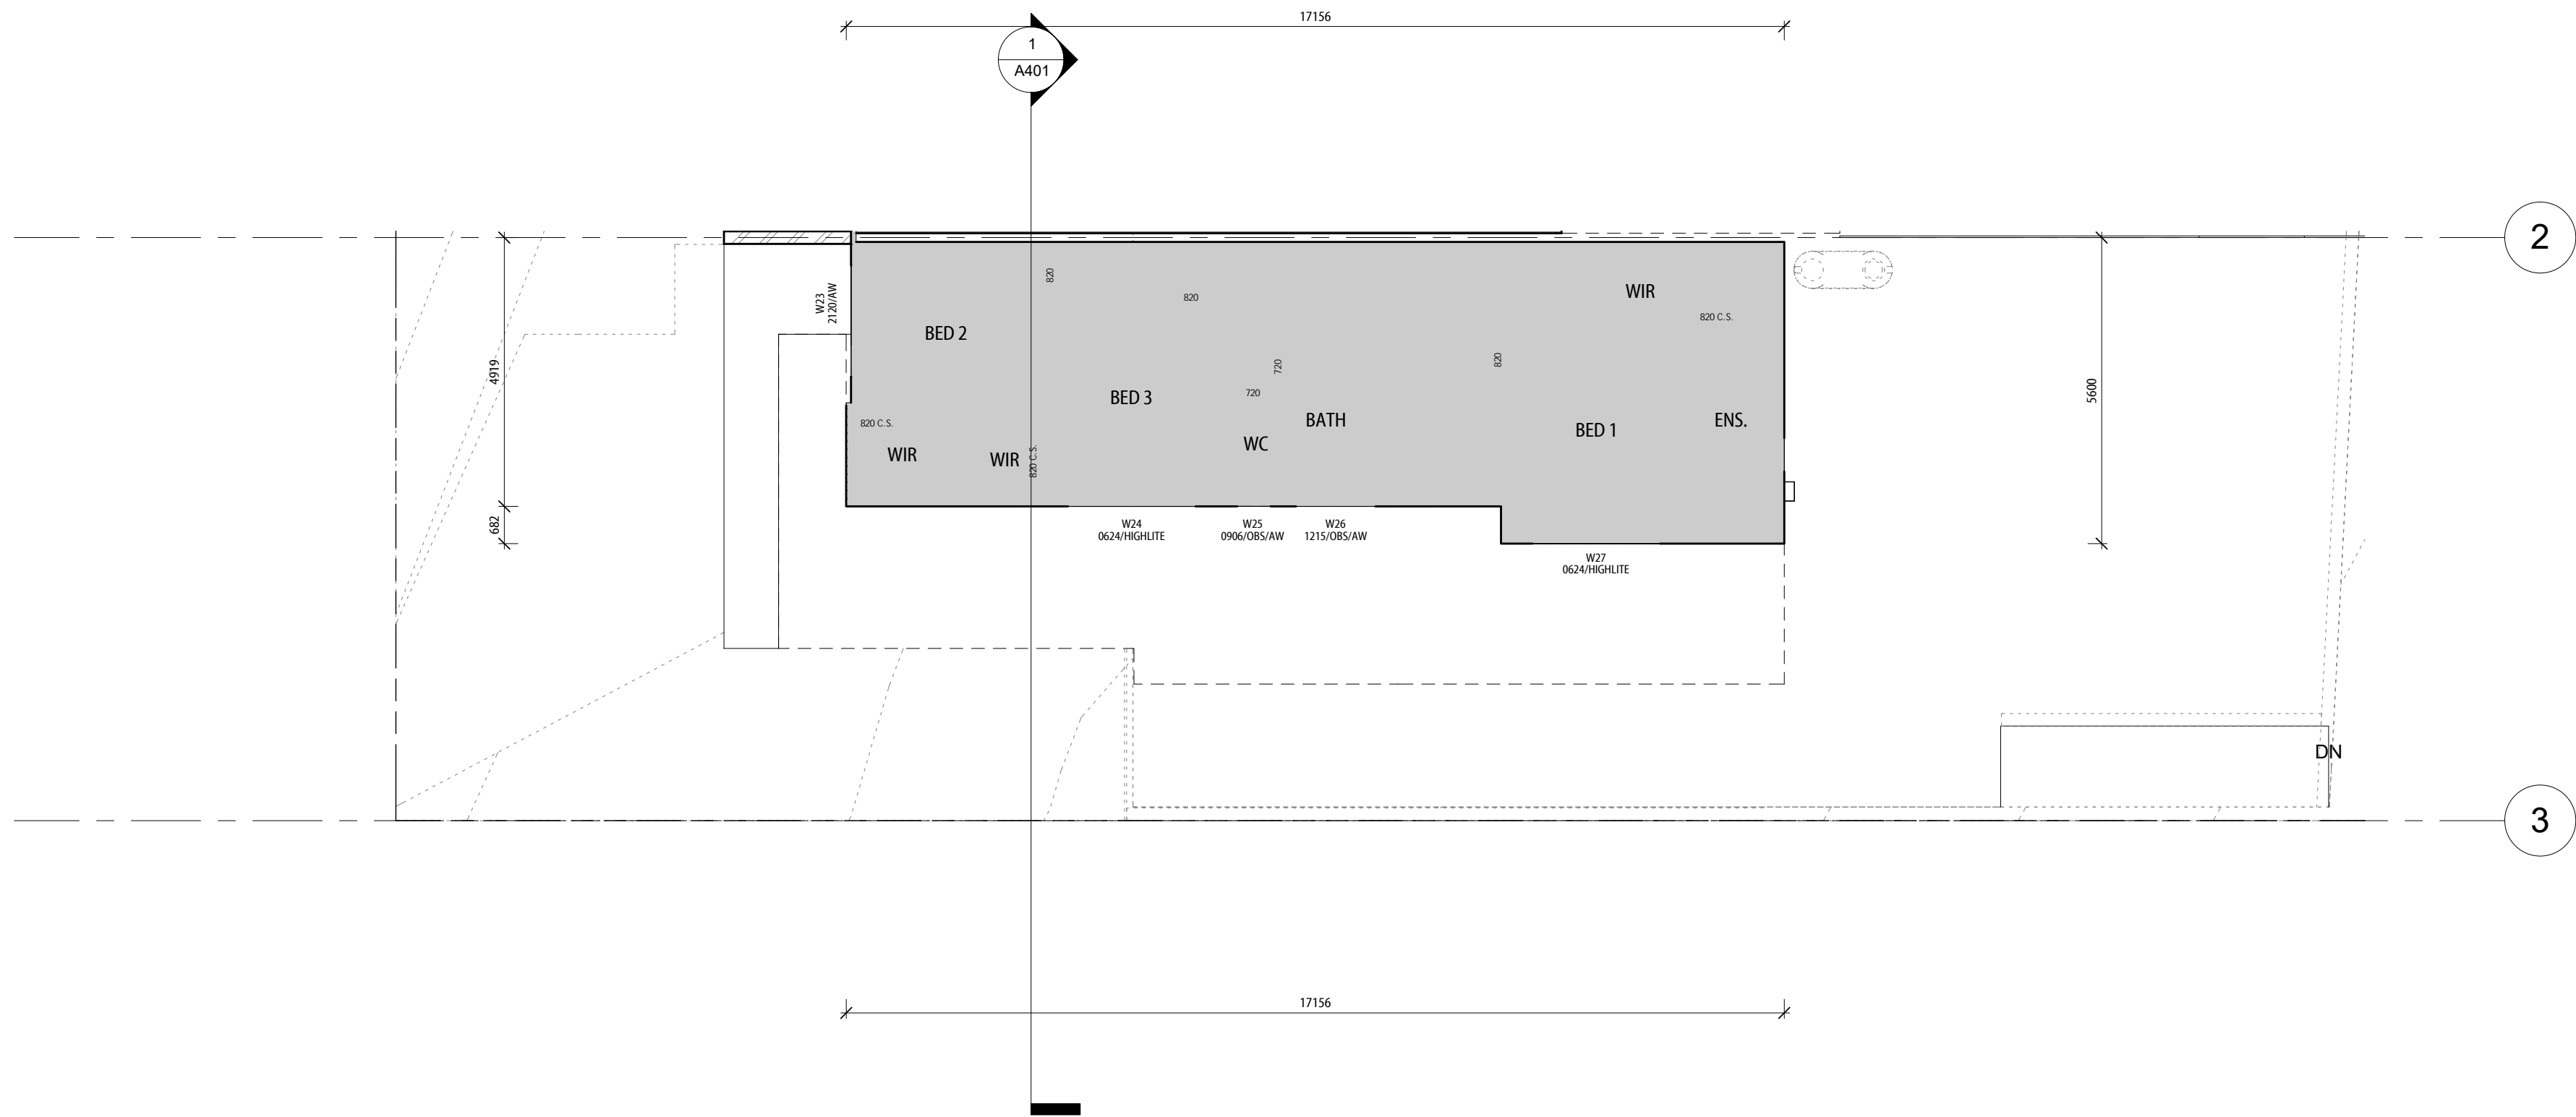 17156
1
A401
2
820
820
WIR
820 C.S.
W23
2120/AW
BED 2
4919
720
820
5600
720
BED 3
BATH
ENS.
820 C.S.
BED 1
WC
WIR
WIR
820 C.S.
682
W24
0624/HIGHLITE
W25
0906/OBS/AW
W26
1215/OBS/AW
W27
0624/HIGHLITE
DN
3
17156